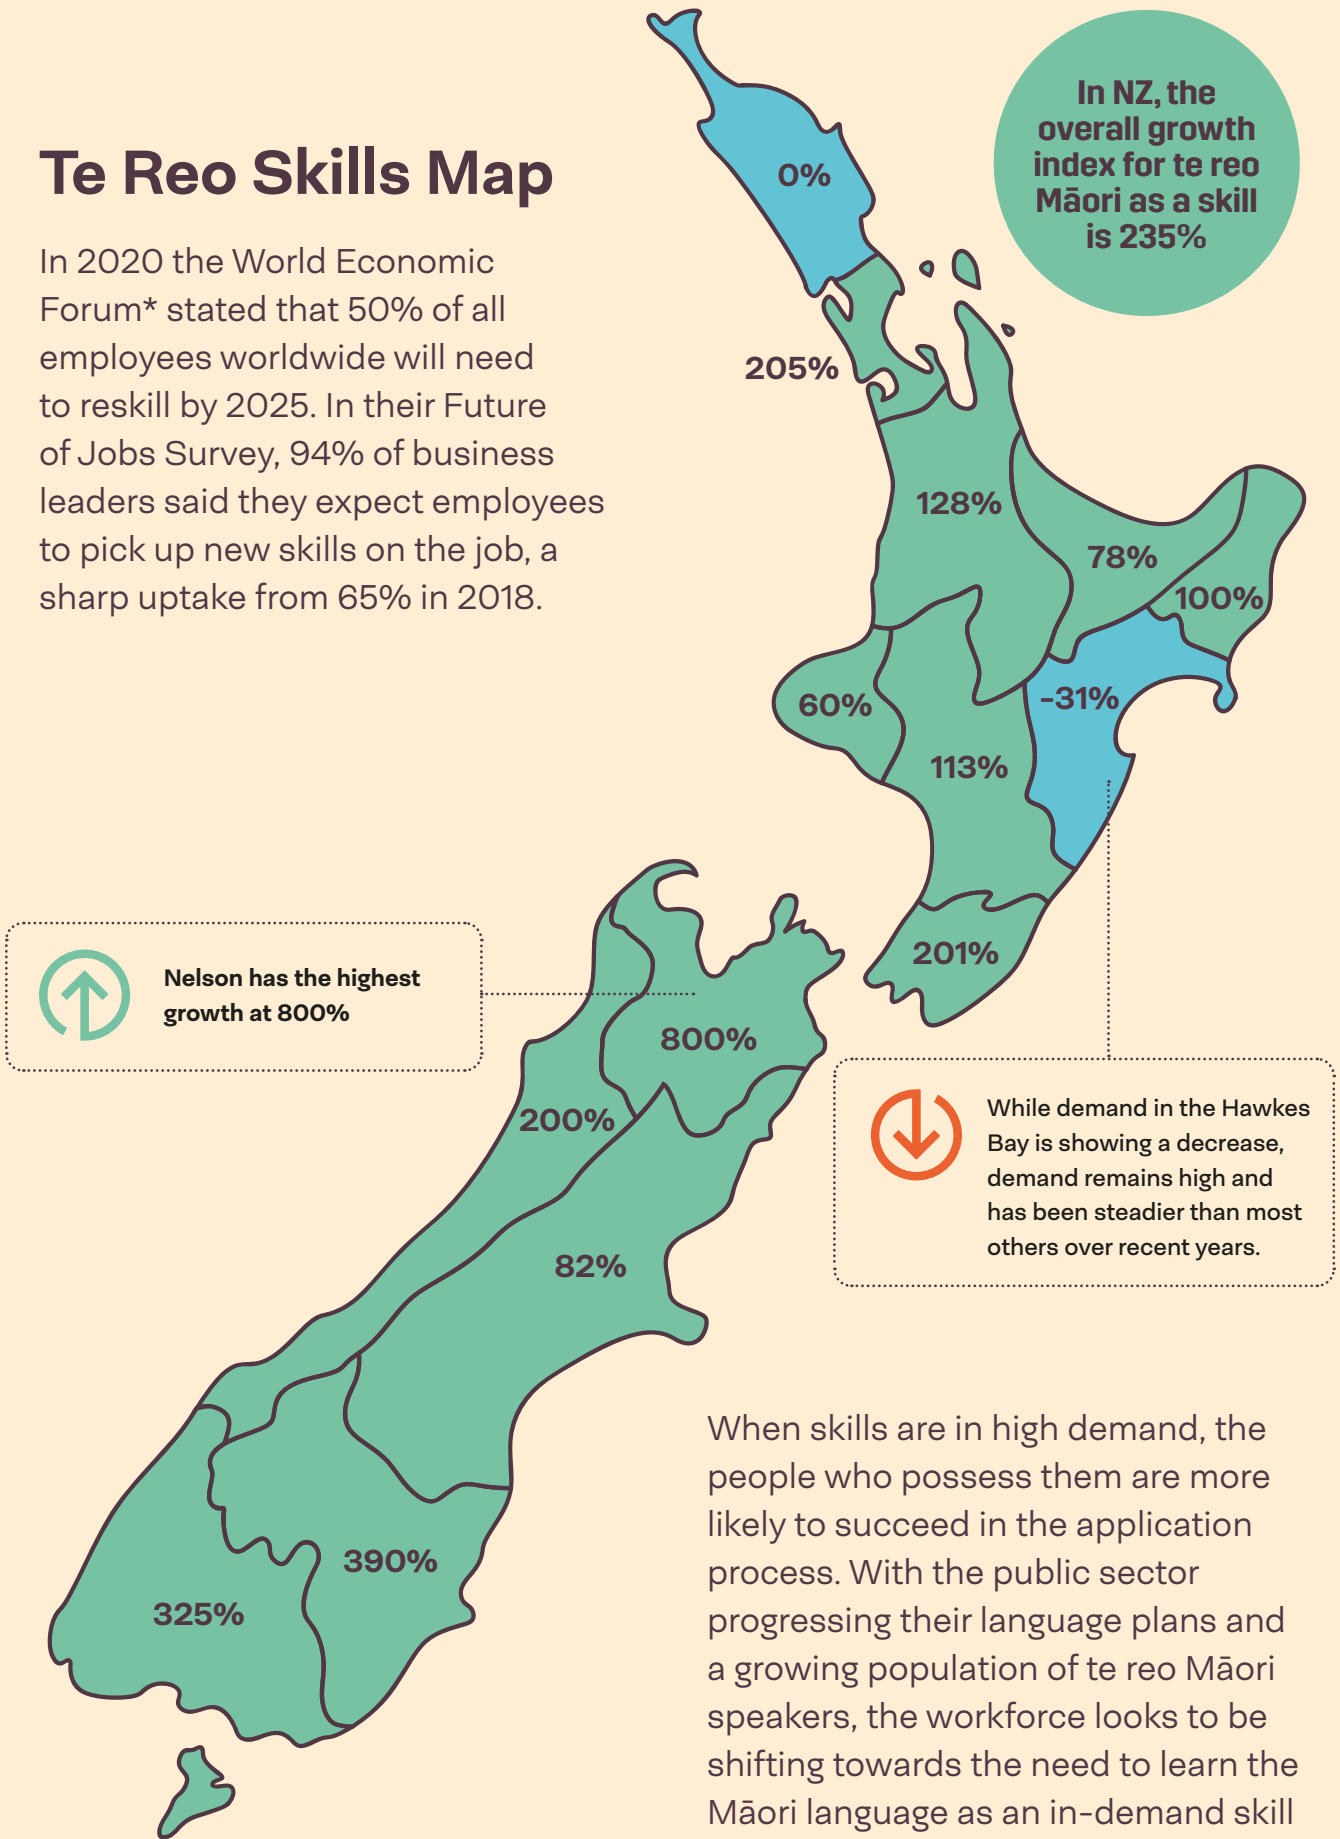 Te Reo Skills Map
In 2020 the World Economic
Forum* stated that 50% of all
employees worldwide will need
to reskill by 2025. In their Future
of Jobs Survey, 94% of business
leaders said they expect employees
to pick up new skills on the job, a
sharp uptake from 65% in 2018.
In NZ, the
overall growth
index for te reo
Māori as a skill
is 235%
0%
205%
128%
78%
100%
60%
-31%
113%
201%
Nelson has the highest
growth at 800%
800%
200%
82%
390%
325%
While demand in the Hawkes
Bay is showing a decrease,
demand remains high and
has been steadier than most
others over recent years.
When skills are in high demand, the
people who possess them are more
likely to succeed in the application
process. With the public sector
progressing their language plans and
a growing population of te reo Māori
speakers, the workforce looks to be
shifting towards the need to learn the
Māori language as an in-demand skill